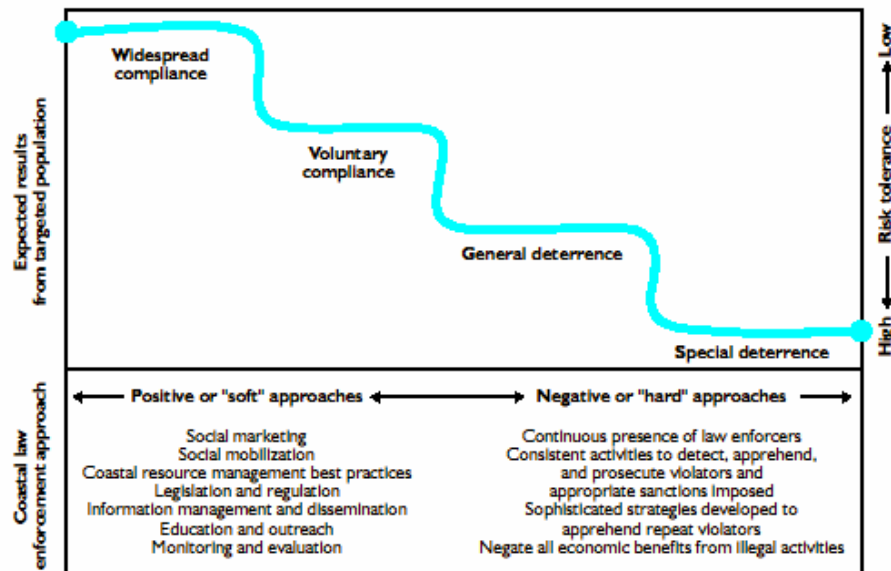 Expected results
from targeted population
Widespread
compliance
Voluntary
compliance
General deterrence
Special deterrence
Low
Risk tolerance
High
Coastal law
enforcement approach
Positive or "soft" approaches
Social marketing
Social mobilization
Coastal resource management best practices
Legislation and regulation
Information management and dissemination
Education and outreach
Monitoring and evaluation
Negative or "hard" approaches
Continuous presence of law enforcers
Consistent activities to detect, apprehend,
and prosecute violators and
appropriate sanctions imposed
Sophisticated strategies developed to
apprehend repeat violators
Negate all economic benefits from illegal activities